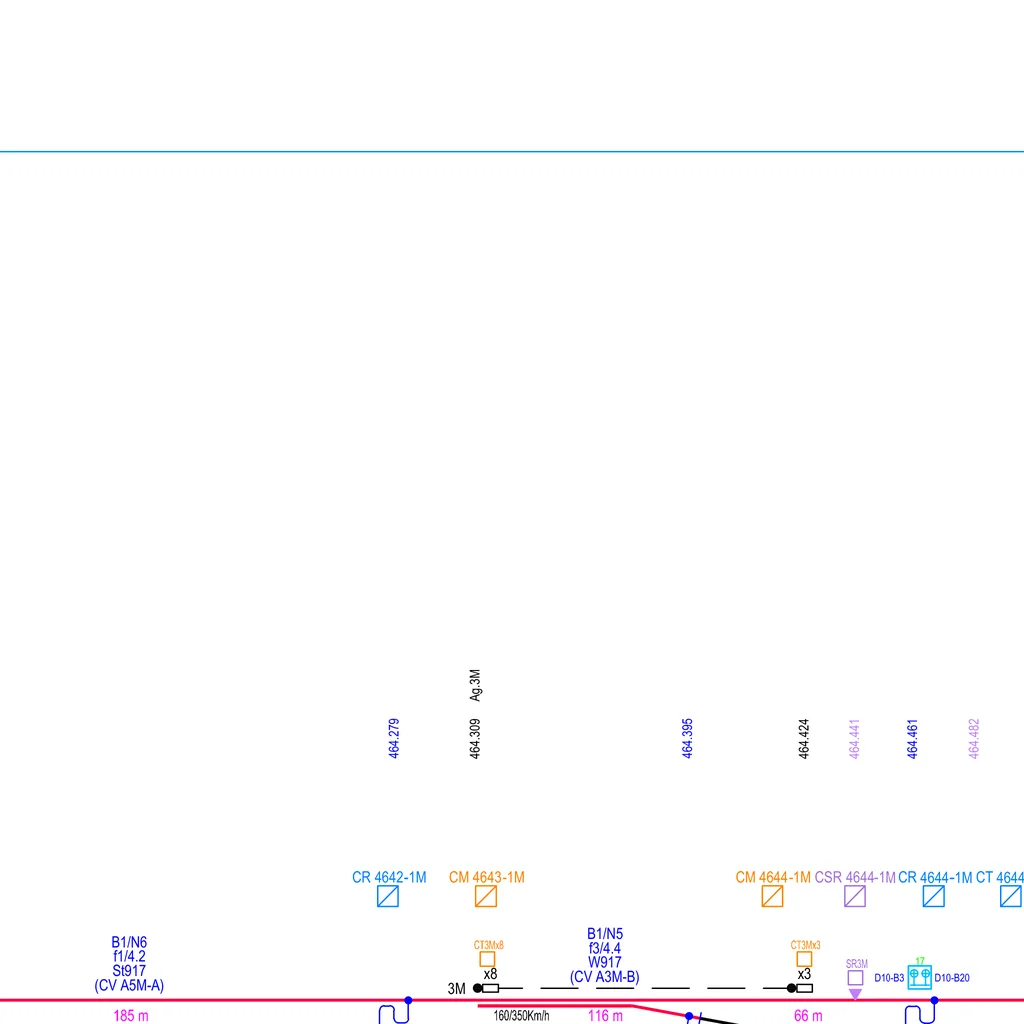 Ag.3M
464.279
464.309
464.395
464.424
464.441
464.461
464.482
CR 4642-1M
CM 4643-1M
CM 4644-1M
CSR 4644-1M
CR 4644-1M
CT 4644
B1/N6
f1/4.2
St917
(CV A5M-A)
CT3Mx8
x8
3M
B1/N5
f3/4.4
W917
(CV A3M-B)
CT3Mx3
x3
SR3M
17
D10-B3
D10-B20
185 m
160/350Km/h
116 m
66 m